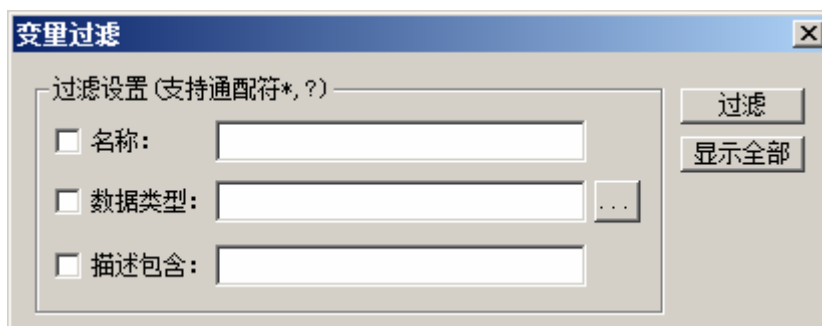 变量过滤
过滤设置(支持通配符*,?)
过滤
名称:
显示全部
数据类型:
...
描述包含: